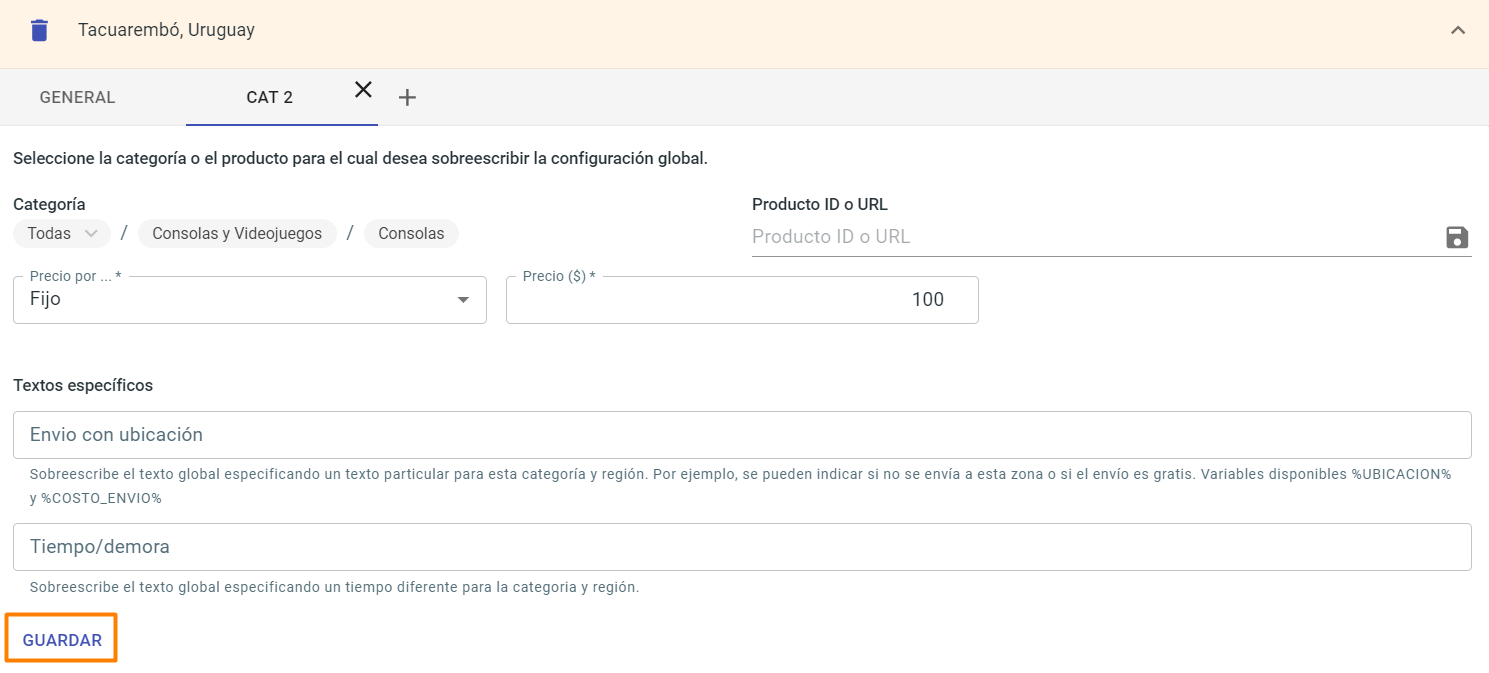 Tacuarembó, Uruguay
GENERAL CAT 2
Seleccione la categoría o el producto para el cual desea sobreescribir la configuración global.
Categoría Producto ID o URL
Todas / Consolas y Videojuegos / Consolas Producto ID o URL
Precio por ... * Precio ($) *
Fijo 100
Textos específicos
Envio con ubicación
Sobreescribe el texto global especificando un texto particular para esta categoría y región. Por ejemplo, se pueden indicar si no se envía a esta zona o si el envío es gratis. Variables disponibles %UBICACION%
y %COSTO_ENVIO%
Tiempo/demora
Sobreescribe el texto global especificando un tiempo diferente para la categoria y región.
GUARDAR